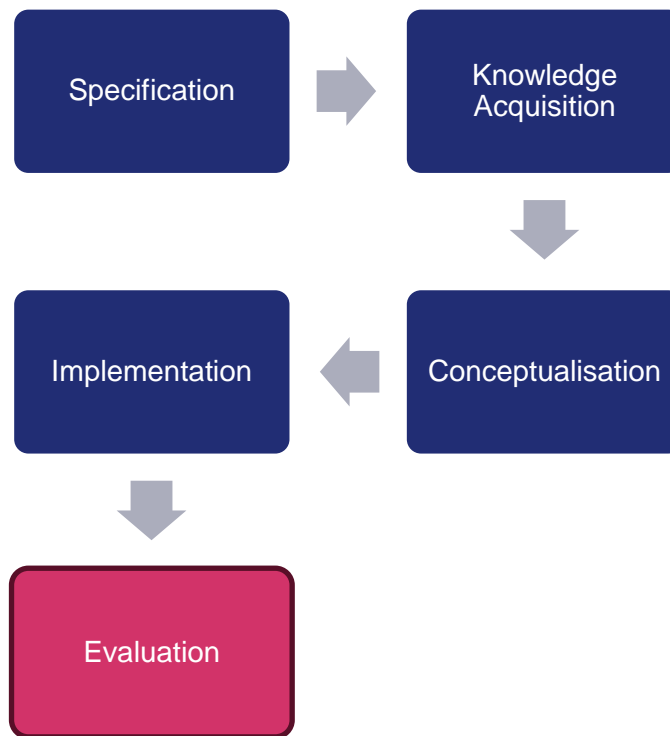 Specification
Knowledge
Acquisition
Conceptualisation
Implementation
Evaluation